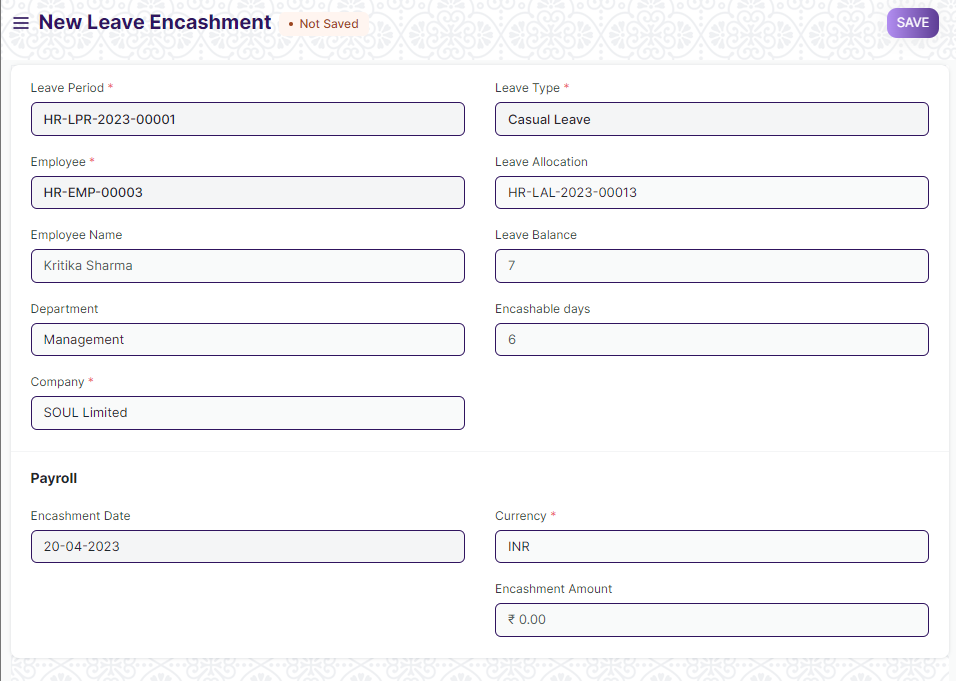 New Leave Encashment
• Not Saved
SAVE
Leave Period *
HR-LPR-2023-00001
Leave Type *
Casual Leave
Employee *
HR-EMP-00003
Leave Allocation
HR-LAL-2023-00013
Employee Name
Kritika Sharma
Leave Balance
7
Department
Management
Encashable days
6
Company *
SOUL Limited
Payroll
Encashment Date
20-04-2023
Currency *
INR
Encashment Amount
₹ 0.00